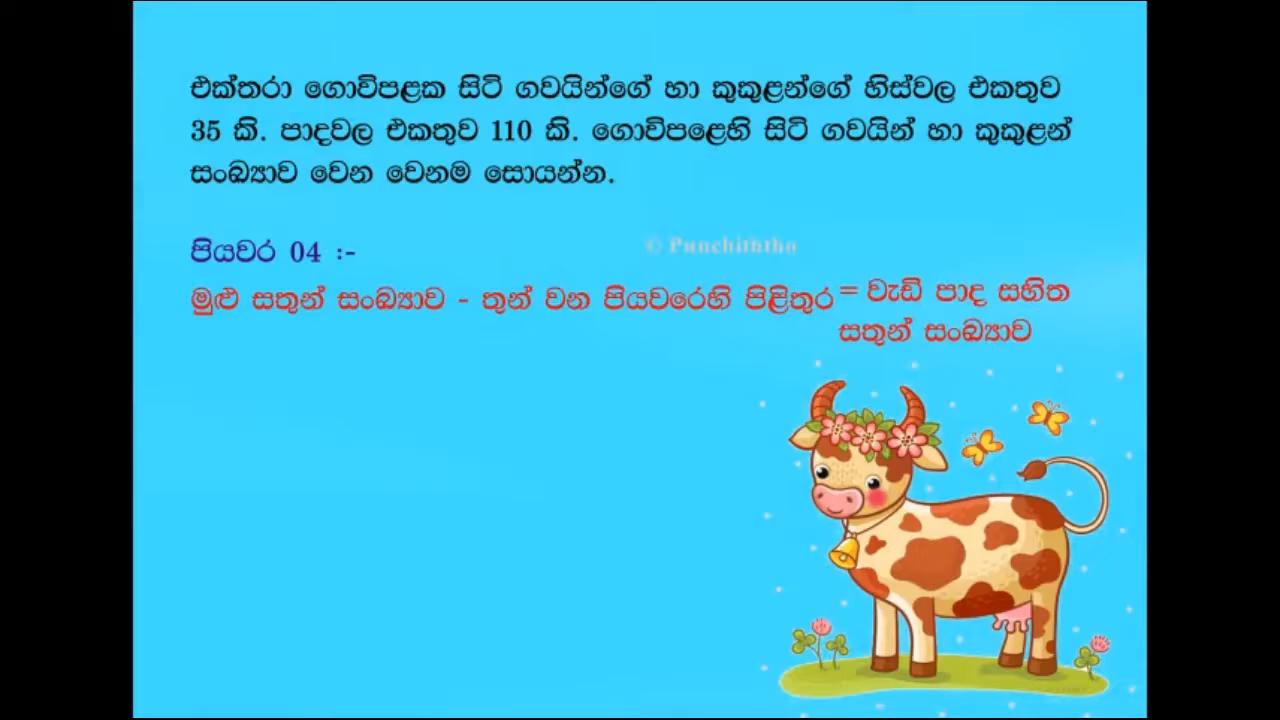 එක්තරා ගොවිපළක සිටි ගවයින්ගේ හා කුකුළන්ගේ හිස්වල එකතුව
35 කි. පාදවල එකතුව 110 කි. ගොවිපළෙහි සිටි ගවයින් හා කුකුළන්
සංඛ්‍යාව වෙන වෙනම සොයන්න.
© Punchiththo
පියවර 04 :-
මුළු සතුන් සංඛ්‍යාව - තුන් වන පියවරෙහි පිළිතුර = වැඩි පාද සහිත
සතුන් සංඛ්‍යාව